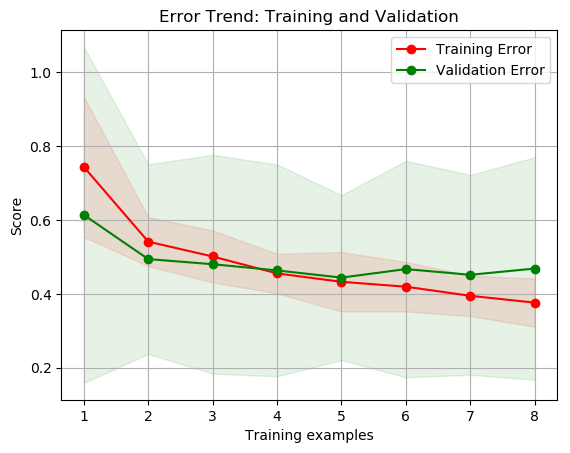 Error Trend: Training and Validation
Training Error
Validation Error
Score
1.0
0.8
0.6
0.4
0.2
1 2 3 4 5 6 7 8
Training examples